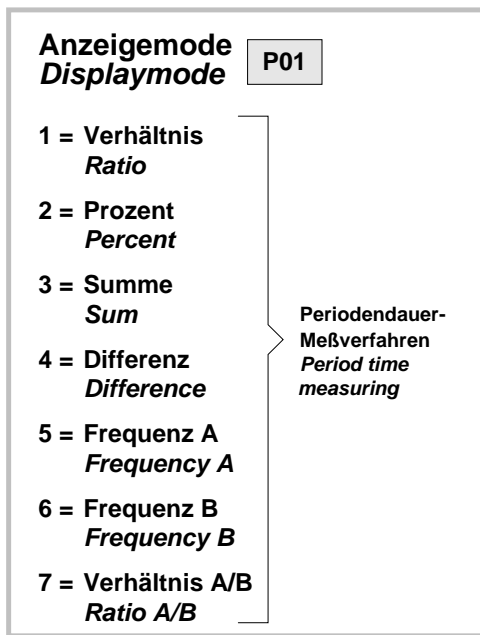 Anzeigemode
Displaymode
P01
1 = Verhältnis
Ratio
2 = Prozent
Percent
3 = Summe
Sum
4 = Differenz
Difference
5 = Frequenz A
Frequency A
6 = Frequenz B
Frequency B
7 = Verhältnis A/B
Ratio A/B
Periodendauer-
Meßverfahren
Period time
measuring